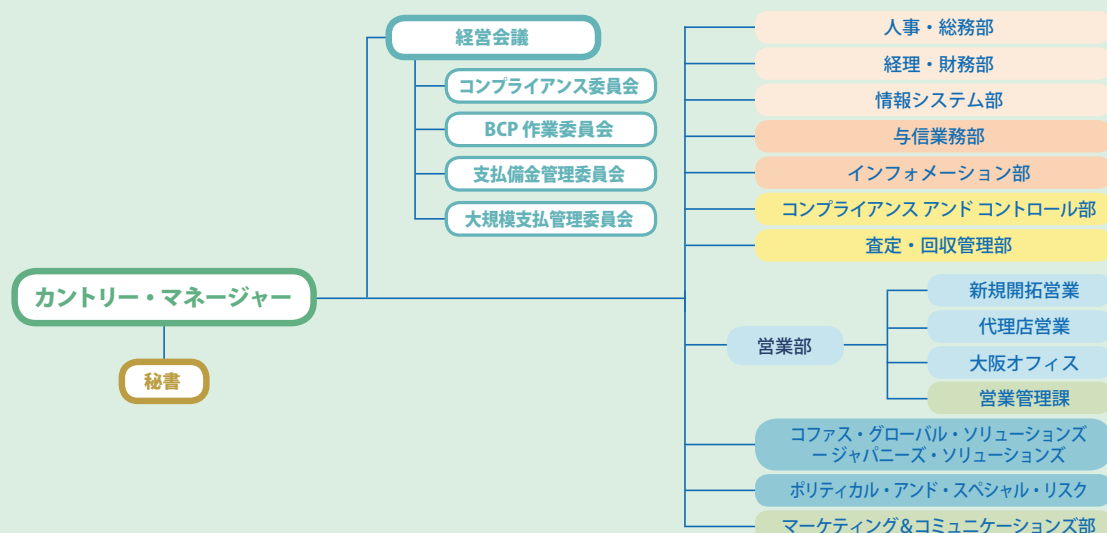 経営会議
コンプライアンス委員会
BCP 作業委員会
支払備金管理委員会
大規模支払管理委員会
カントリー・マネージャー
秘書
人事・総務部
経理・財務部
情報システム部
与信業務部
インフォメーション部
コンプライアンス アンド コントロール部
査定・回収管理部
営業部
新規開拓営業
代理店営業
大阪オフィス
営業管理課
コファス・グローバル・ソリューションズ
ー ジャパニーズ・ソリューションズ
ポリティカル・アンド・スペシャル・リスク
マーケティング&コミュニケーションズ部